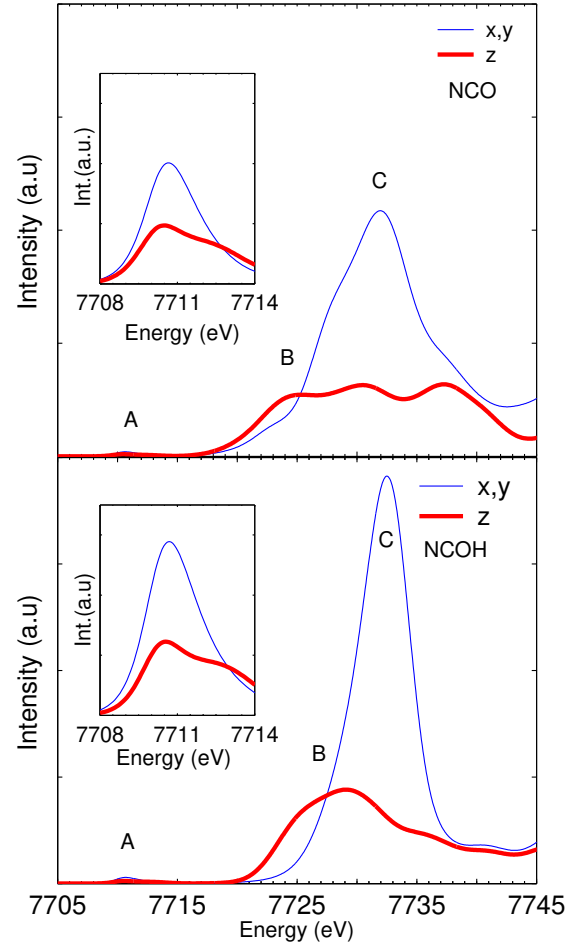 x,y
z
NCO
Intensity (a.u)
Int.(a.u.)
7708 7711 7714
Energy (eV)
A
B
C
x,y
z
NCOH
Intensity (a.u)
Int.(a.u)
7708 7711 7714
Energy (eV)
A
B
C
7705 7715 7725 7735 7745
Energy (eV)